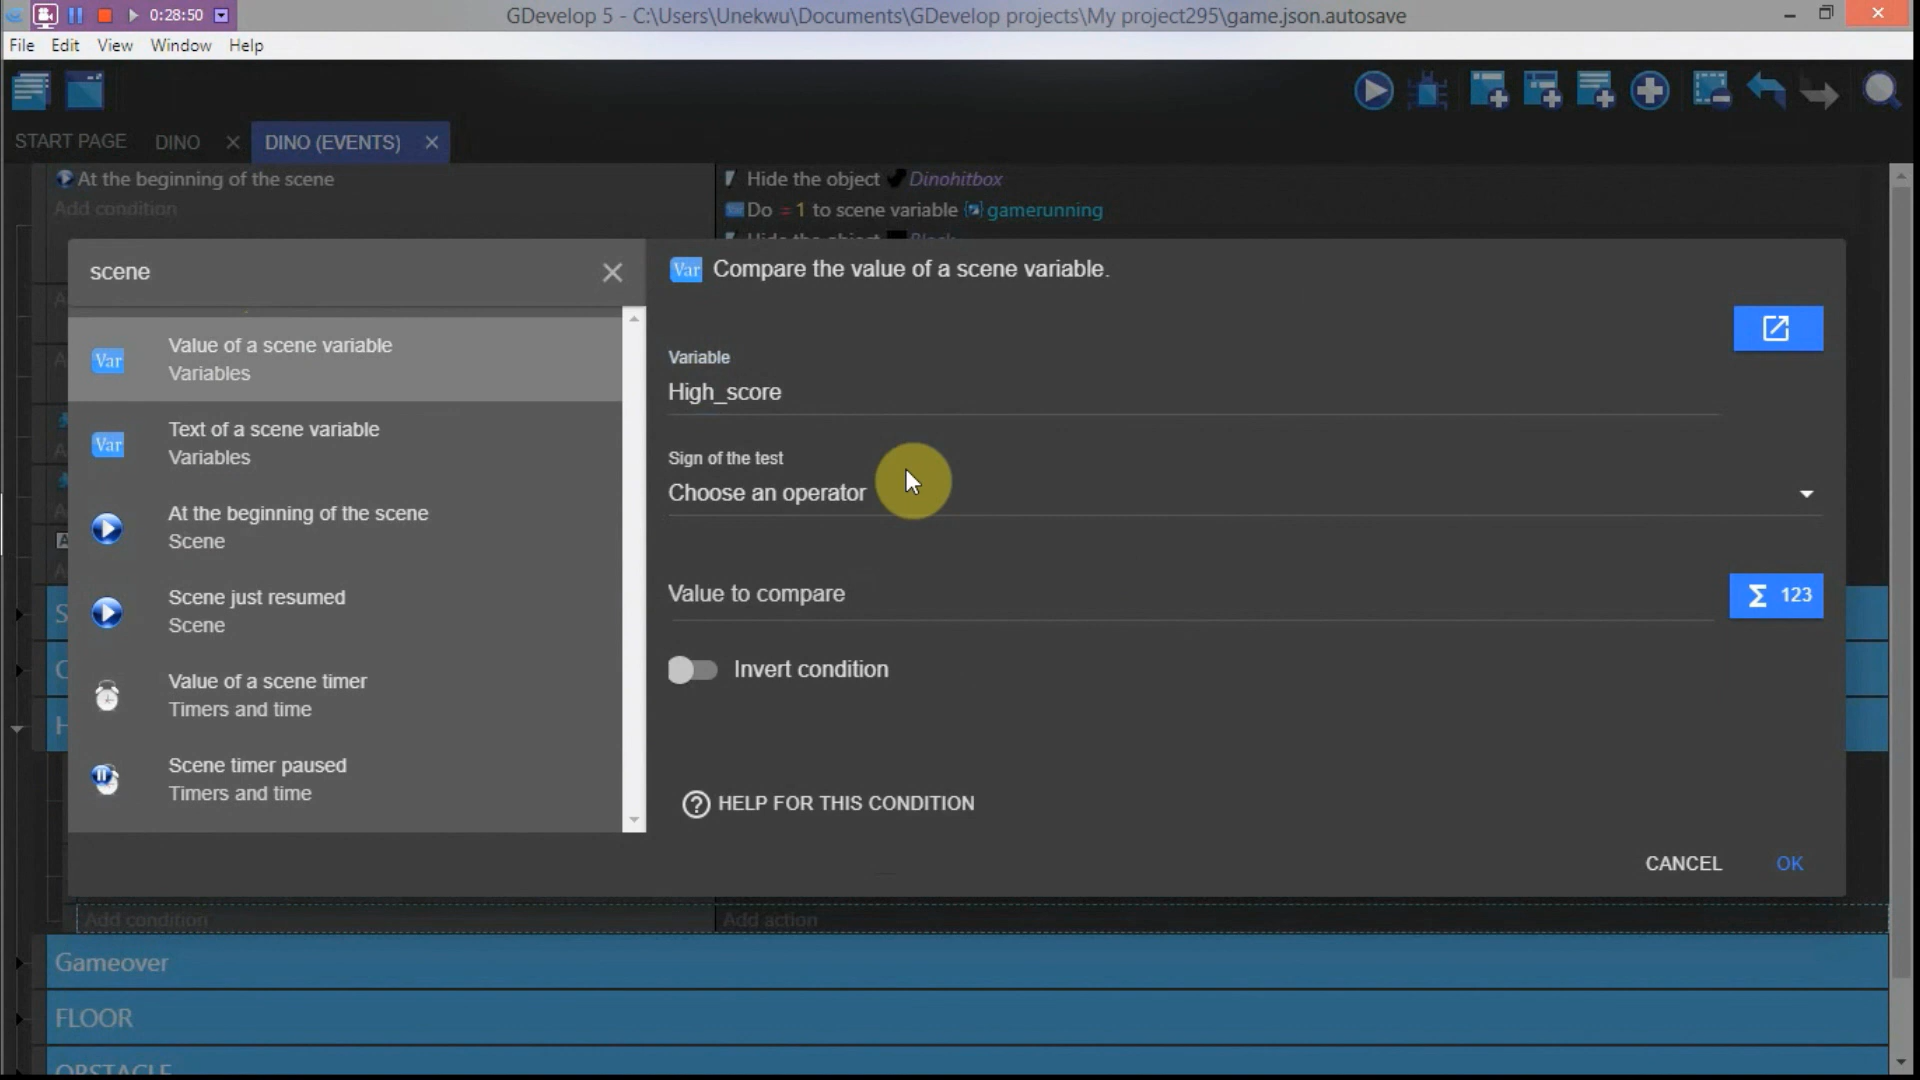 0:28:50
GDevelop 5 - C:\Users\Unekwu\Documents\GDevelop projects\My project295\game.json.autosave
File Edit View Window Help
START PAGE DINO DINO (EVENTS)
At the beginning of the scene
Add condition
Hide the object Dinohitbox
Do = 1 to scene variable gamerunning
Hide the object Block
scene
Value of a scene variable
Variables
Text of a scene variable
Variables
At the beginning of the scene
Scene
Scene just resumed
Scene
Value of a scene timer
Timers and time
Scene timer paused
Timers and time
Var Compare the value of a scene variable.
Variable
High_score
Sign of the test
Choose an operator
Value to compare
Σ 123
Invert condition
HELP FOR THIS CONDITION
CANCEL OK
Add condition Add action
Gameover
FLOOR
OBSTACLE